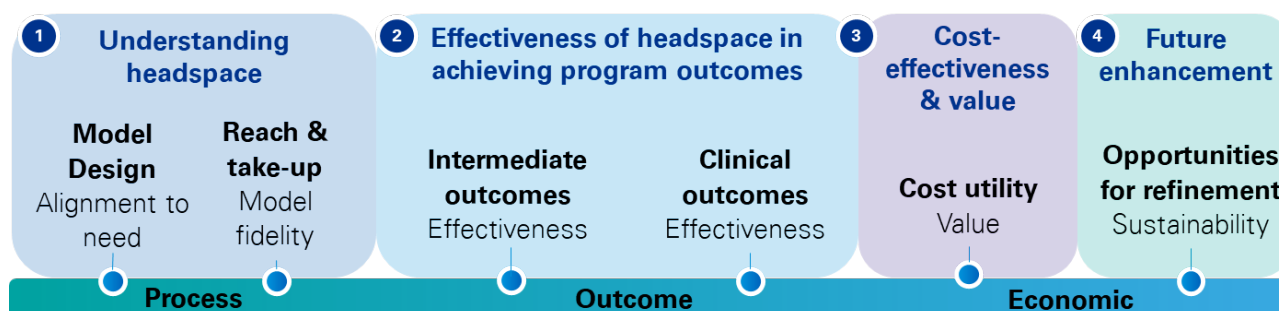 1
Understanding
headspace
Model
Design
Alignment to
need
Reach &
take-up
Model
fidelity
2
Effectiveness of headspace in
achieving program outcomes
Intermediate
outcomes
Effectiveness
Clinical
outcomes
Effectiveness
3
Cost-
effectiveness
& value
Cost utility
Value
4
Future
enhancement
Opportunities
for refinement
Sustainability
Process
Outcome
Economic